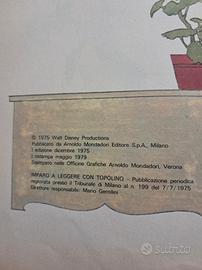 © 1975 Walt Disney Productions
Pubblicato da Arnoldo Mondadori Editore S.p.A., Milano
I edizione dicembre 1975
I ristampa maggio 1979
Stampato nelle Officine Grafiche Arnoldo Mondadori, Verona
IMPARO A LEGGERE CON TOPOLINO - Pubblicazione periodica
registrata presso il Tribunale di Milano al n. 199 del 7/7/1975
Direttore responsabile: Mario Gentilini
subito